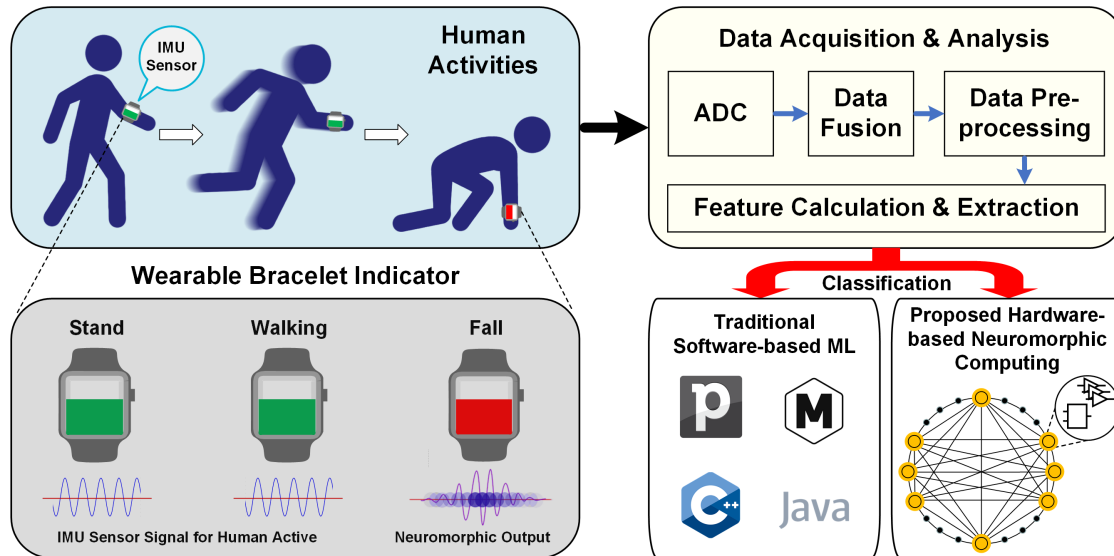 IMU
Sensor
Human
Activities
Data Acquisition & Analysis
ADC
Data
Fusion
Data Pre-
processing
Feature Calculation & Extraction
Wearable Bracelet Indicator
Stand
Walking
Fall
IMU Sensor Signal for Human Active
Neuromorphic Output
Classification
Traditional
Software-based ML
p
M
C++
Java
Proposed Hardware-
based Neuromorphic
Computing